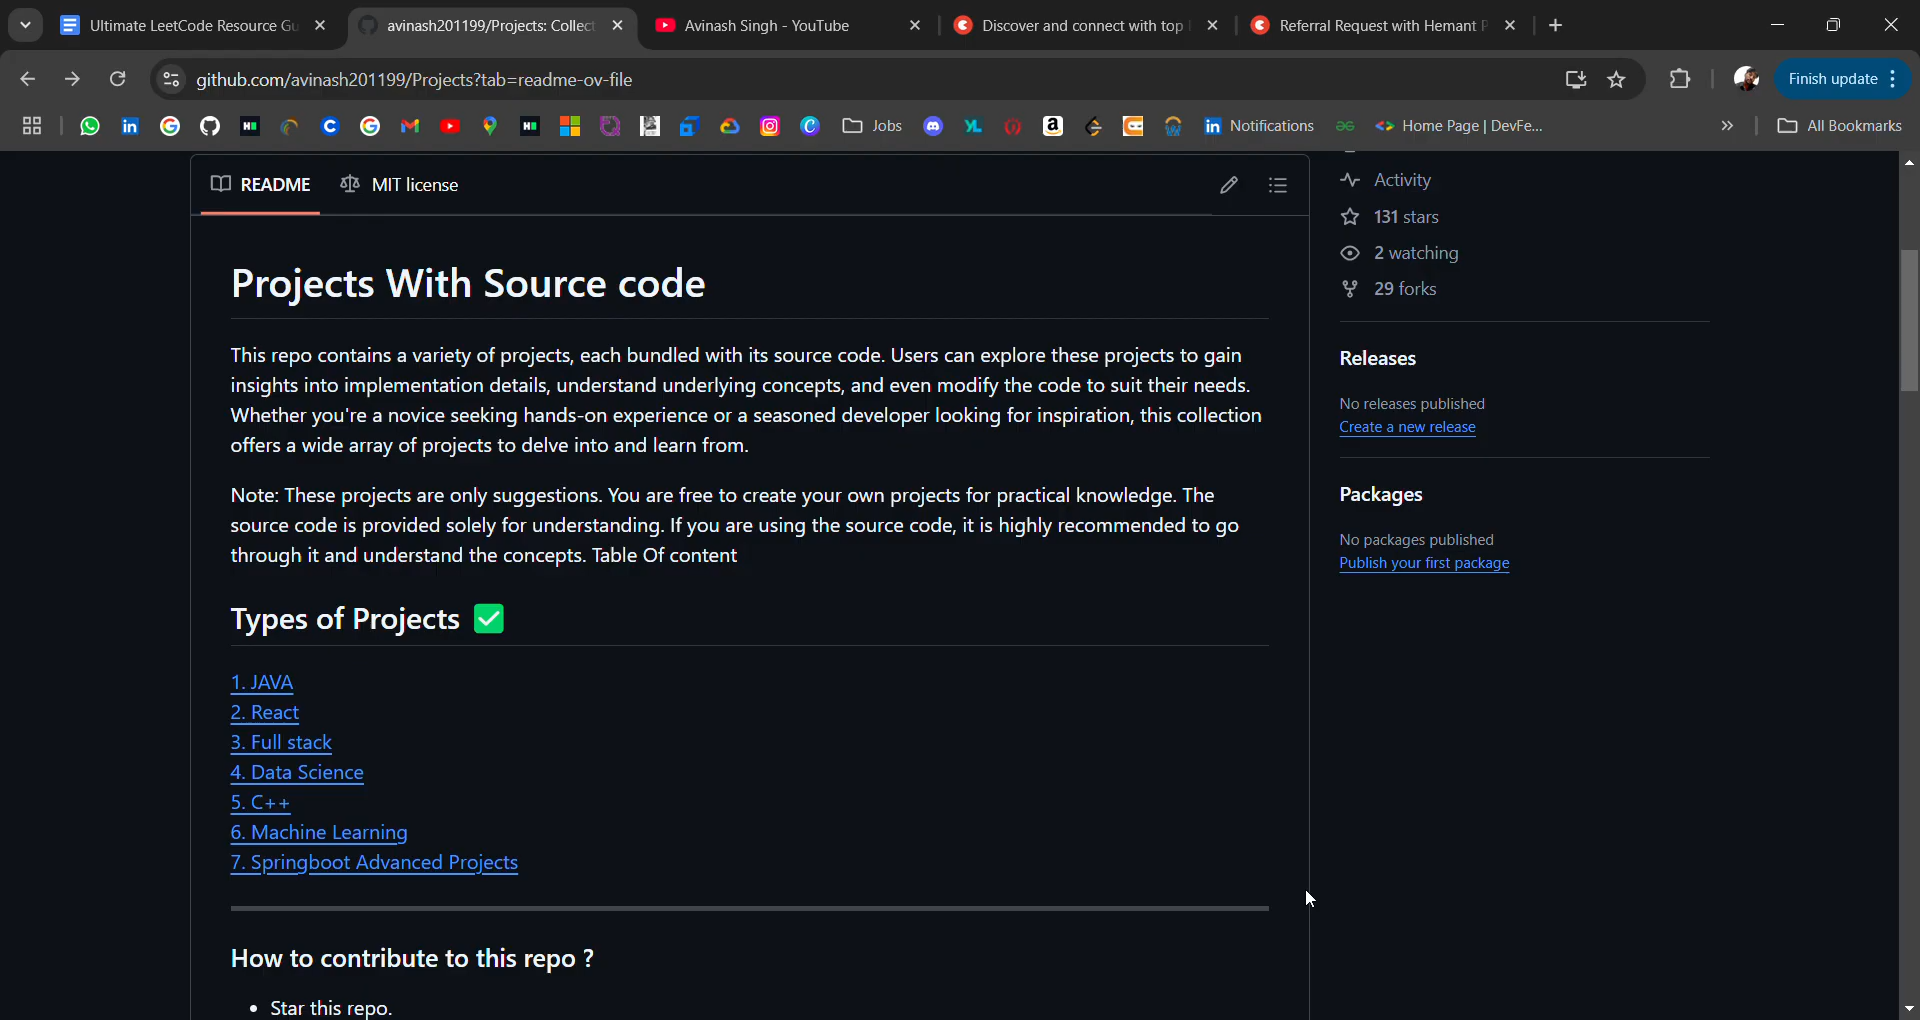 Ultimate LeetCode Resource Gu
avinash201199/Projects: Collect
Avinash Singh - YouTube
Discover and connect with top
Referral Request with Hemant P
github.com/avinash201199/Projects?tab=readme-ov-file
Finish update
Jobs
Notifications
Home Page | DevFe...
All Bookmarks
README
MIT license
Activity
131 stars
2 watching
29 forks
Projects With Source code
This repo contains a variety of projects, each bundled with its source code. Users can explore these projects to gain
insights into implementation details, understand underlying concepts, and even modify the code to suit their needs.
Whether you're a novice seeking hands-on experience or a seasoned developer looking for inspiration, this collection
offers a wide array of projects to delve into and learn from.
Note: These projects are only suggestions. You are free to create your own projects for practical knowledge. The
source code is provided solely for understanding. If you are using the source code, it is highly recommended to go
through it and understand the concepts. Table Of content
Types of Projects ✅
1. JAVA
2. React
3. Full stack
4. Data Science
5. C++
6. Machine Learning
7. Springboot Advanced Projects
How to contribute to this repo ?
• Star this repo.
Releases
No releases published
Create a new release
Packages
No packages published
Publish your first package